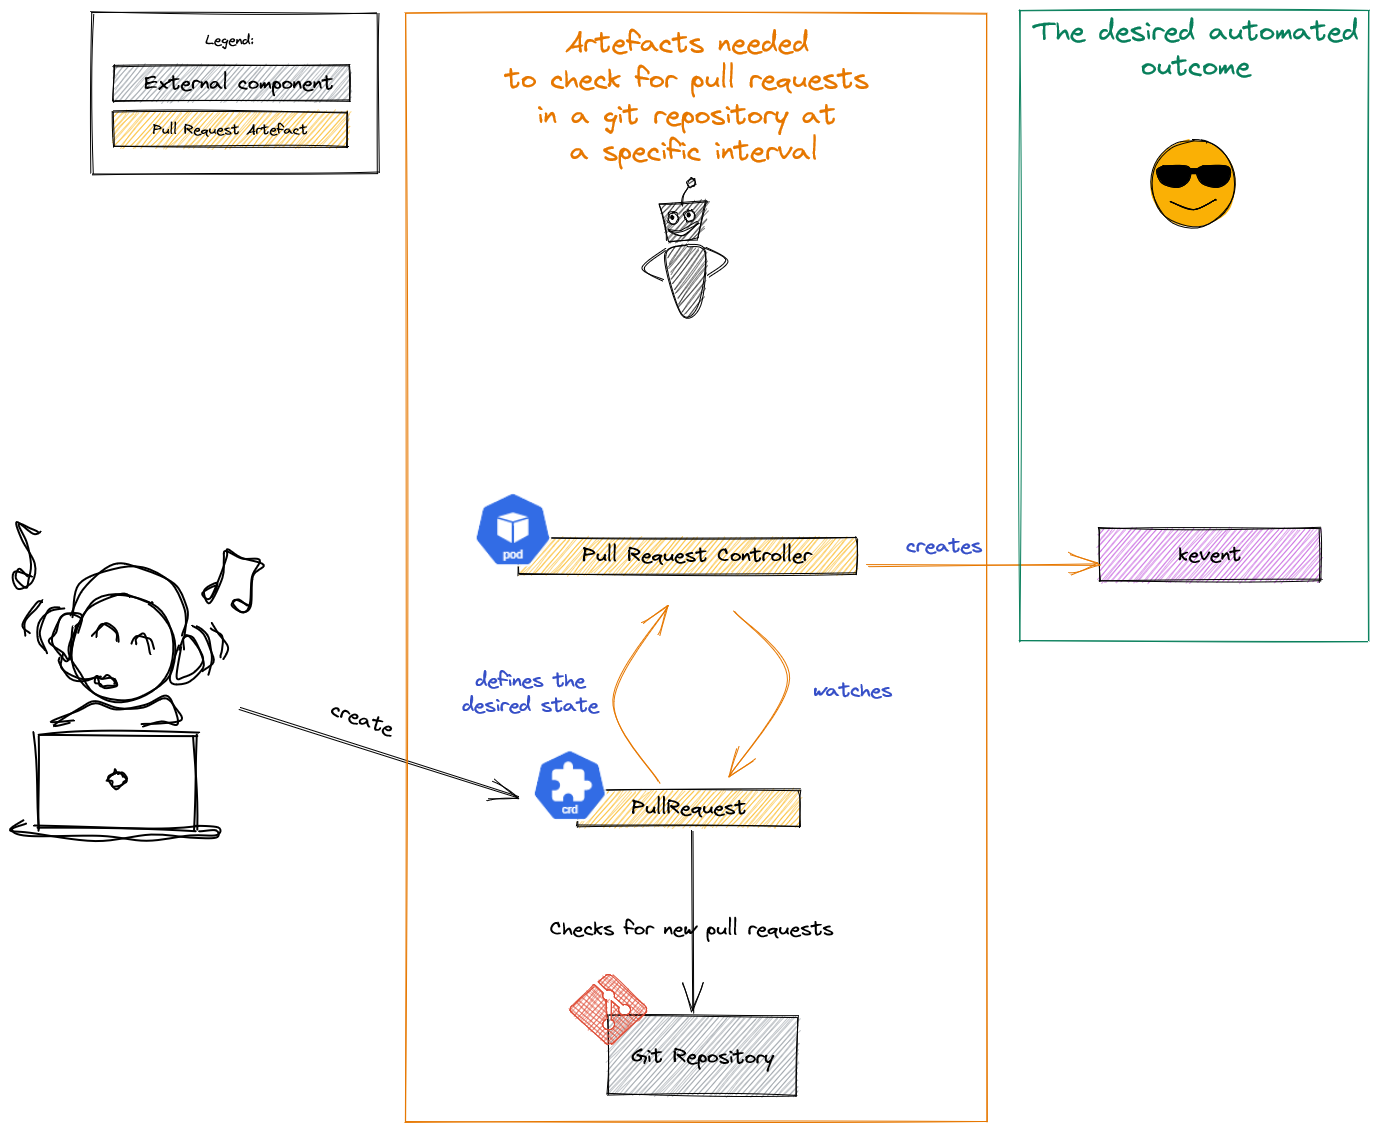 Legend:
External component
Pull Request Artefact
Artefacts needed
to check for pull requests
in a git repository at
a specific interval
The desired automated
outcome
pod
Pull Request Controller
creates
kevent
defines the
desired state
watches
create
crd
PullRequest
Checks for new pull requests
Git Repository